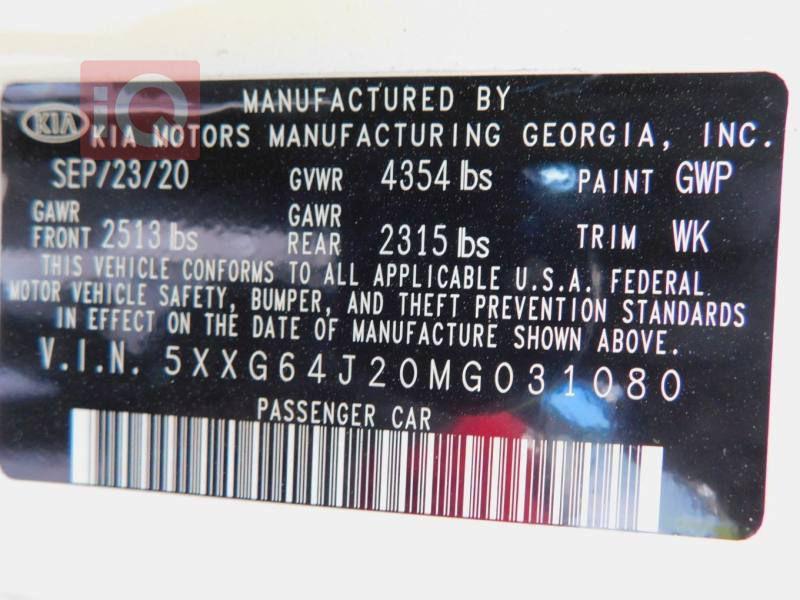 iQ
MANUFACTURED BY
KIA KIA MOTORS MANUFACTURING GEORGIA, INC.
SEP/23/20 GVWR 4354 lbs PAINT GWP
GAWR FRONT 2513 lbs GAWR REAR 2315 lbs TRIM WK
THIS VEHICLE CONFORMS TO ALL APPLICABLE U.S.A. FEDERAL
MOTOR VEHICLE SAFETY, BUMPER, AND THEFT PREVENTION STANDARDS
IN EFFECT ON THE DATE OF MANUFACTURE SHOWN ABOVE.
V.I.N. 5XXG64J20MG031080
PASSENGER CAR